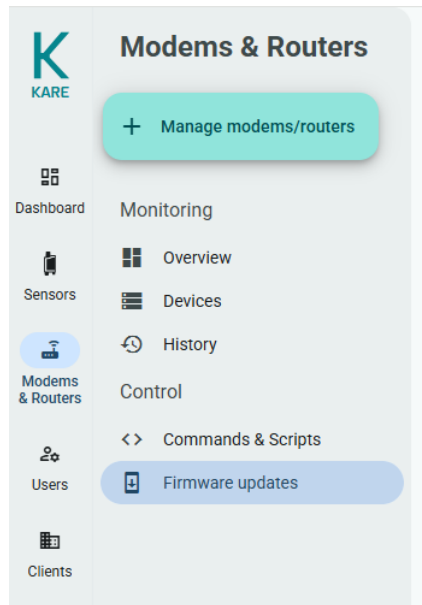 KARE
Dashboard
Sensors
Modems
& Routers
Users
Clients
Modems & Routers
+ Manage modems/routers
Monitoring
Overview
Devices
History
Control
Commands & Scripts
Firmware updates